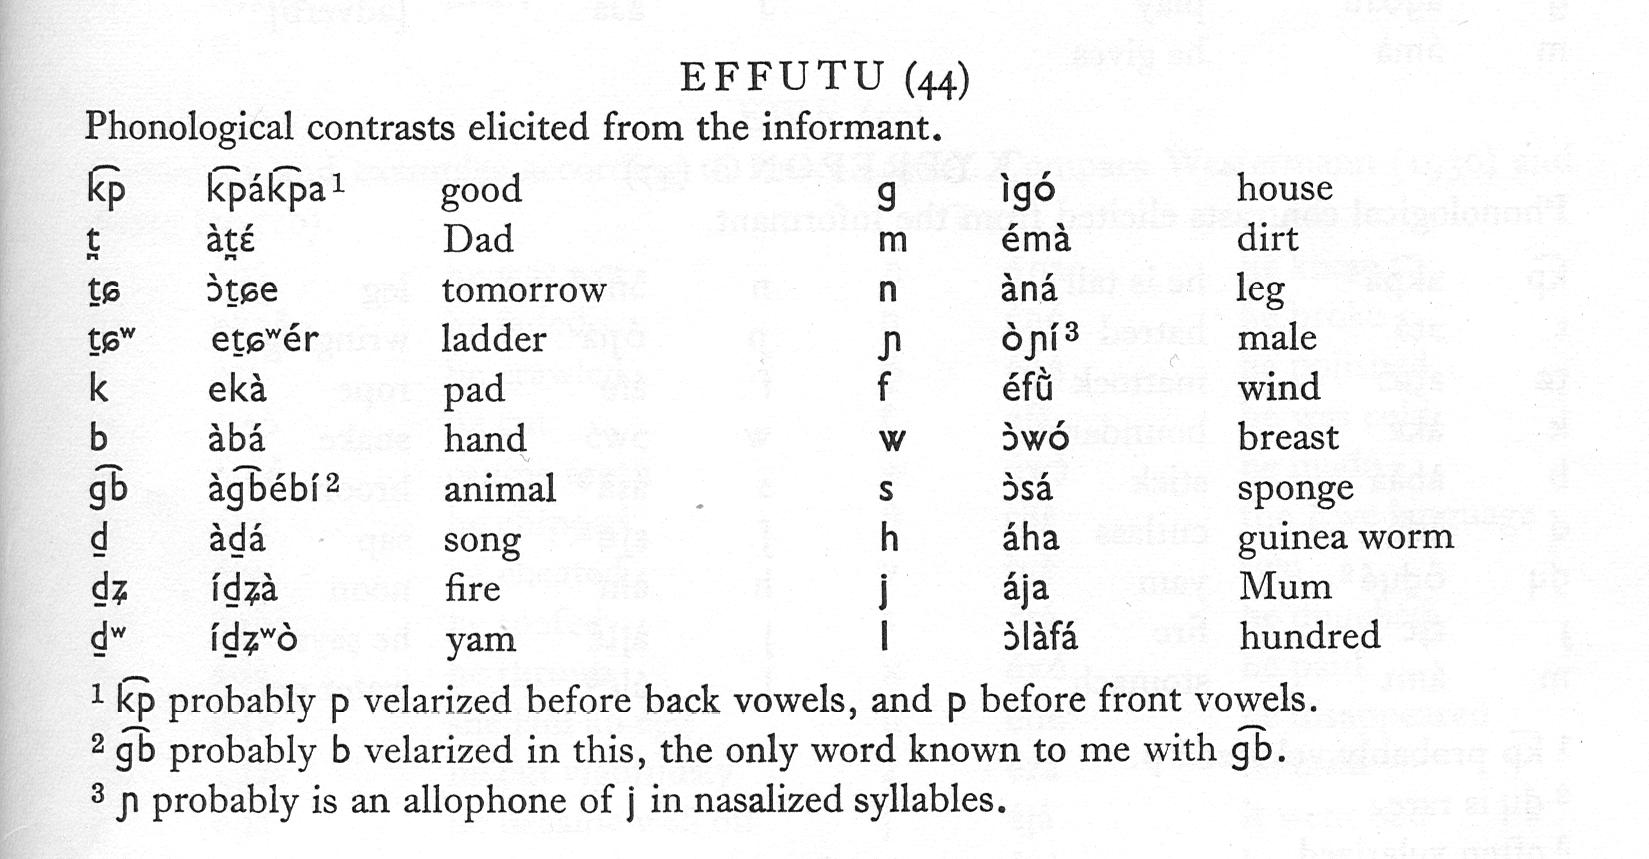 EFFUTU (44)
Phonological contrasts elicited from the informant.
k͡p k͡pák͡pa¹ good g ìgó house
t̪ àt̪ɛ́ Dad m émà dirt
t̠ɕ ɔ̀t̠ɕe tomorrow n àná leg
t̠ɕʷ et̠ɕʷér ladder ɲ òɲí³ male
k ekà pad f éfǜ wind
b àbá hand w ɔ̀wó breast
g͡b àg͡bébí² animal s ɔ̀sá sponge
d̠ àd̠á song h áha guinea worm
d̠ʑ íd̠ʑà fire j ája Mum
d̠ʷ íd̠ʑʷò yam l ɔ̀làfá hundred
¹ k͡p probably p velarized before back vowels, and p before front vowels.
² g͡b probably b velarized in this, the only word known to me with g͡b.
³ ɲ probably is an allophone of j in nasalized syllables.